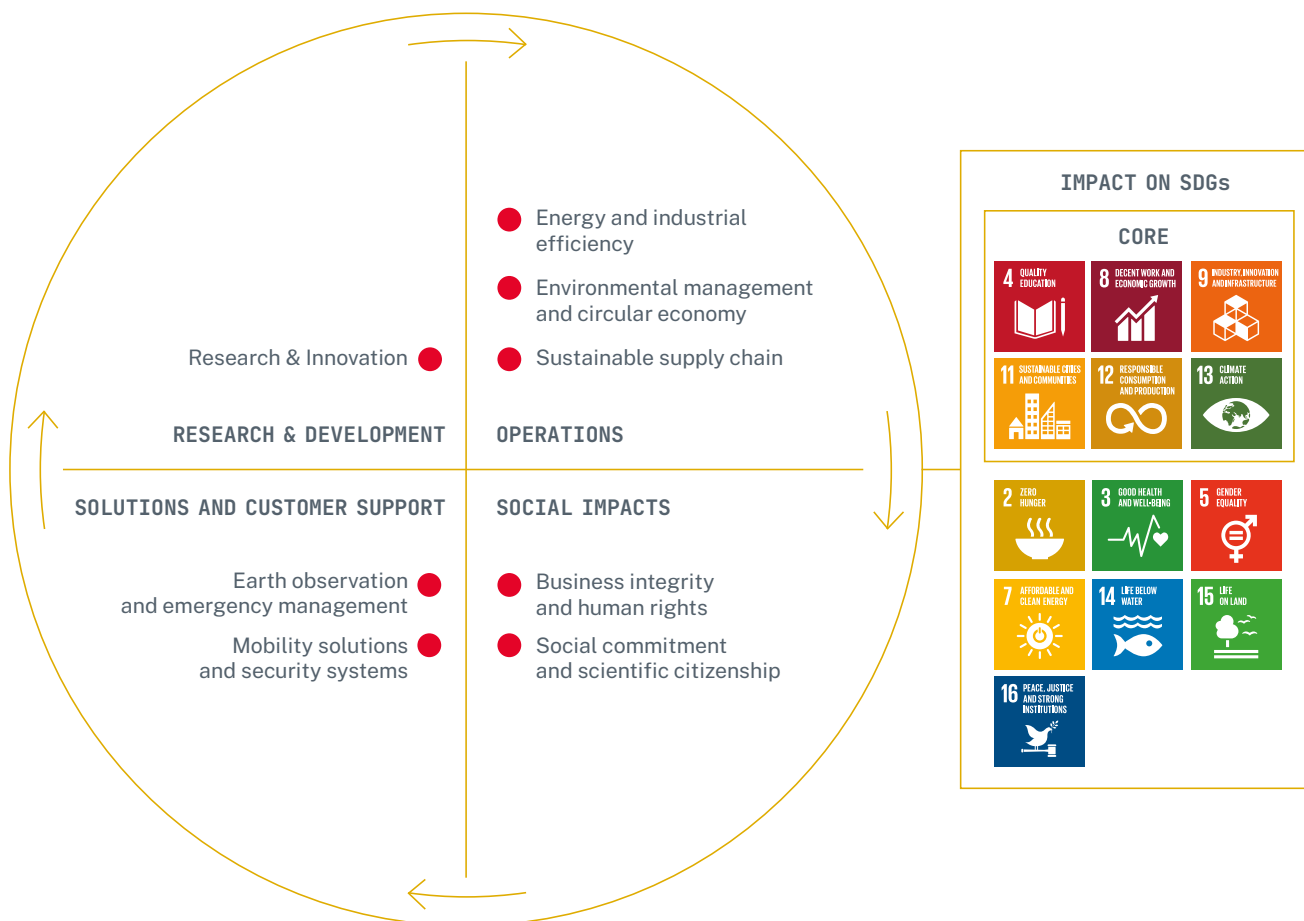 Research & Innovation
RESEARCH & DEVELOPMENT
Energy and industrial
efficiency
Environmental management
and circular economy
Sustainable supply chain
OPERATIONS
SOLUTIONS AND CUSTOMER SUPPORT
Earth observation
and emergency management
Mobility solutions
and security systems
SOCIAL IMPACTS
Business integrity
and human rights
Social commitment
and scientific citizenship
IMPACT ON SDGs
CORE
4 QUALITY
EDUCATION
8 DECENT WORK AND
ECONOMIC GROWTH
9 INDUSTRY, INNOVATION
AND INFRASTRUCTURE
11 SUSTAINABLE CITIES
AND COMMUNITIES
12 RESPONSIBLE
CONSUMPTION
AND PRODUCTION
13 CLIMATE
ACTION
2 ZERO
HUNGER
3 GOOD HEALTH
AND WELL-BEING
5 GENDER
EQUALITY
7 AFFORDABLE AND
CLEAN ENERGY
14 LIFE BELOW
WATER
15 LIFE
ON LAND
16 PEACE, JUSTICE
AND STRONG
INSTITUTIONS